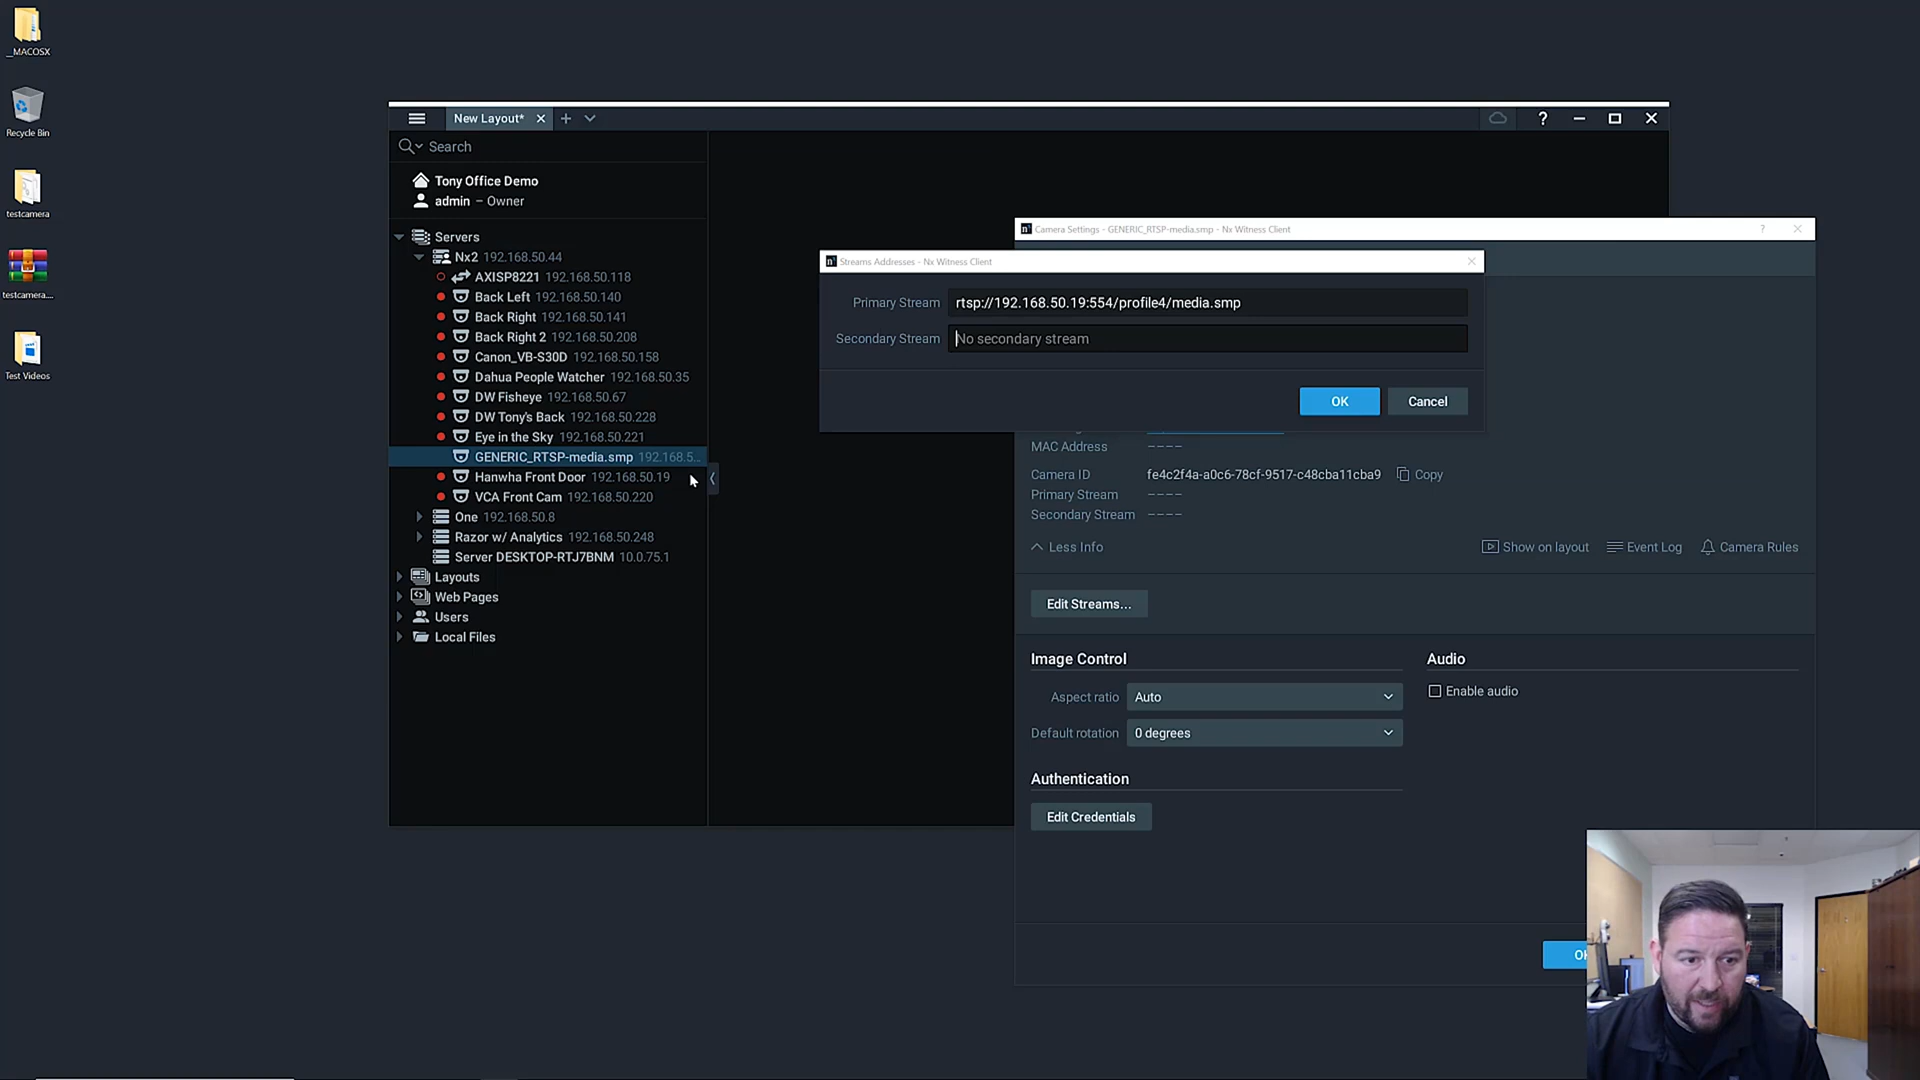 _MACOSX
Recycle Bin
testcamera
testcamera....
Test Videos
New Layout*
Search
Tony Office Demo
admin – Owner
Servers
Nx2 192.168.50.44
AXISP8221 192.168.50.118
Back Left 192.168.50.140
Back Right 192.168.50.141
Back Right 2 192.168.50.208
Canon_VB-S30D 192.168.50.158
Dahua People Watcher 192.168.50.35
DW Fisheye 192.168.50.67
DW Tony's Back 192.168.50.228
Eye in the Sky 192.168.50.221
GENERIC_RTSP-media.smp 192.168.5...
Hanwha Front Door 192.168.50.19
VCA Front Cam 192.168.50.220
One 192.168.50.8
Razor w/ Analytics 192.168.50.248
Server DESKTOP-RTJ7BNM 10.0.75.1
Layouts
Web Pages
Users
Local Files
Camera Settings - GENERIC_RTSP-media.smp - Nx Witness Client
Streams Addresses - Nx Witness Client
Primary Stream rtsp://192.168.50.19:554/profile4/media.smp
Secondary Stream No secondary stream
OK Cancel
MAC Address ––––
Camera ID fe4c2f4a-a0c6-78cf-9517-c48cba11cba9 Copy
Primary Stream ––––
Secondary Stream ––––
Less Info Show on layout Event Log Camera Rules
Edit Streams...
Image Control
Aspect ratio Auto
Default rotation 0 degrees
Audio
Enable audio
Authentication
Edit Credentials